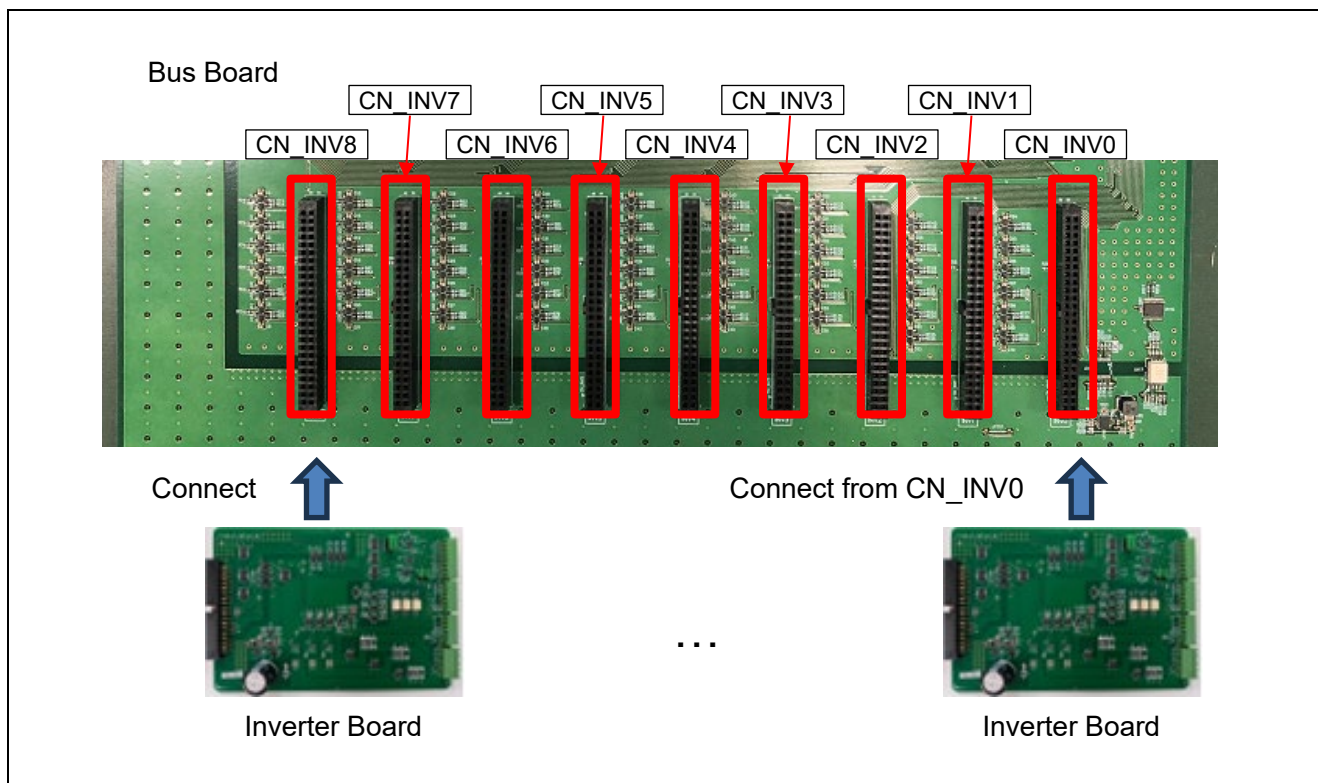 Bus Board
CN_INV7 CN_INV5 CN_INV3 CN_INV1
CN_INV8 CN_INV6 CN_INV4 CN_INV2 CN_INV0
Connect
Connect from CN_INV0
...
Inverter Board
Inverter Board